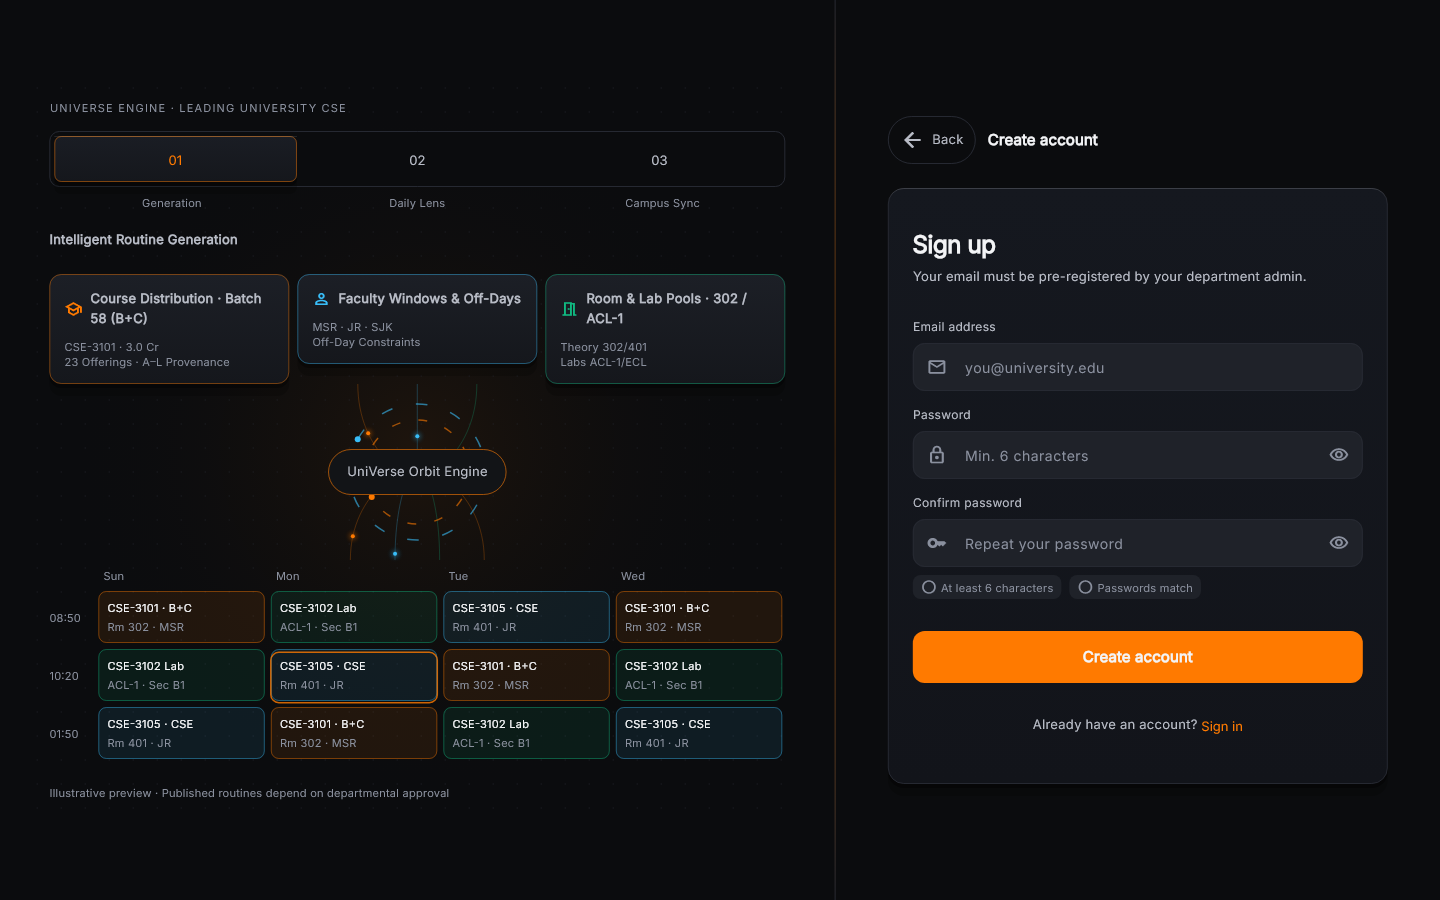 UNIVERSE ENGINE · LEADING UNIVERSITY CSE
01
02
03
Generation
Daily Lens
Campus Sync
Intelligent Routine Generation
Course Distribution · Batch
58 (B+C)
CSE-3101 · 3.0 Cr
23 Offerings · A–L Provenance
Faculty Windows & Off-Days
MSR · JR · SJK
Off-Day Constraints
Room & Lab Pools · 302 /
ACL-1
Theory 302/401
Labs ACL-1/ECL
UniVerse Orbit Engine
Sun
Mon
Tue
Wed
08:50
CSE-3101 · B+C
Rm 302 · MSR
CSE-3102 Lab
ACL-1 · Sec B1
CSE-3105 · CSE
Rm 401 · JR
CSE-3101 · B+C
Rm 302 · MSR
10:20
CSE-3102 Lab
ACL-1 · Sec B1
CSE-3105 · CSE
Rm 401 · JR
CSE-3101 · B+C
Rm 302 · MSR
CSE-3102 Lab
ACL-1 · Sec B1
01:50
CSE-3105 · CSE
Rm 401 · JR
CSE-3101 · B+C
Rm 302 · MSR
CSE-3102 Lab
ACL-1 · Sec B1
CSE-3105 · CSE
Rm 401 · JR
Illustrative preview · Published routines depend on departmental approval
Back
Create account
Sign up
Your email must be pre-registered by your department admin.
Email address
you@university.edu
Password
Min. 6 characters
Confirm password
Repeat your password
At least 6 characters
Passwords match
Create account
Already have an account? Sign in